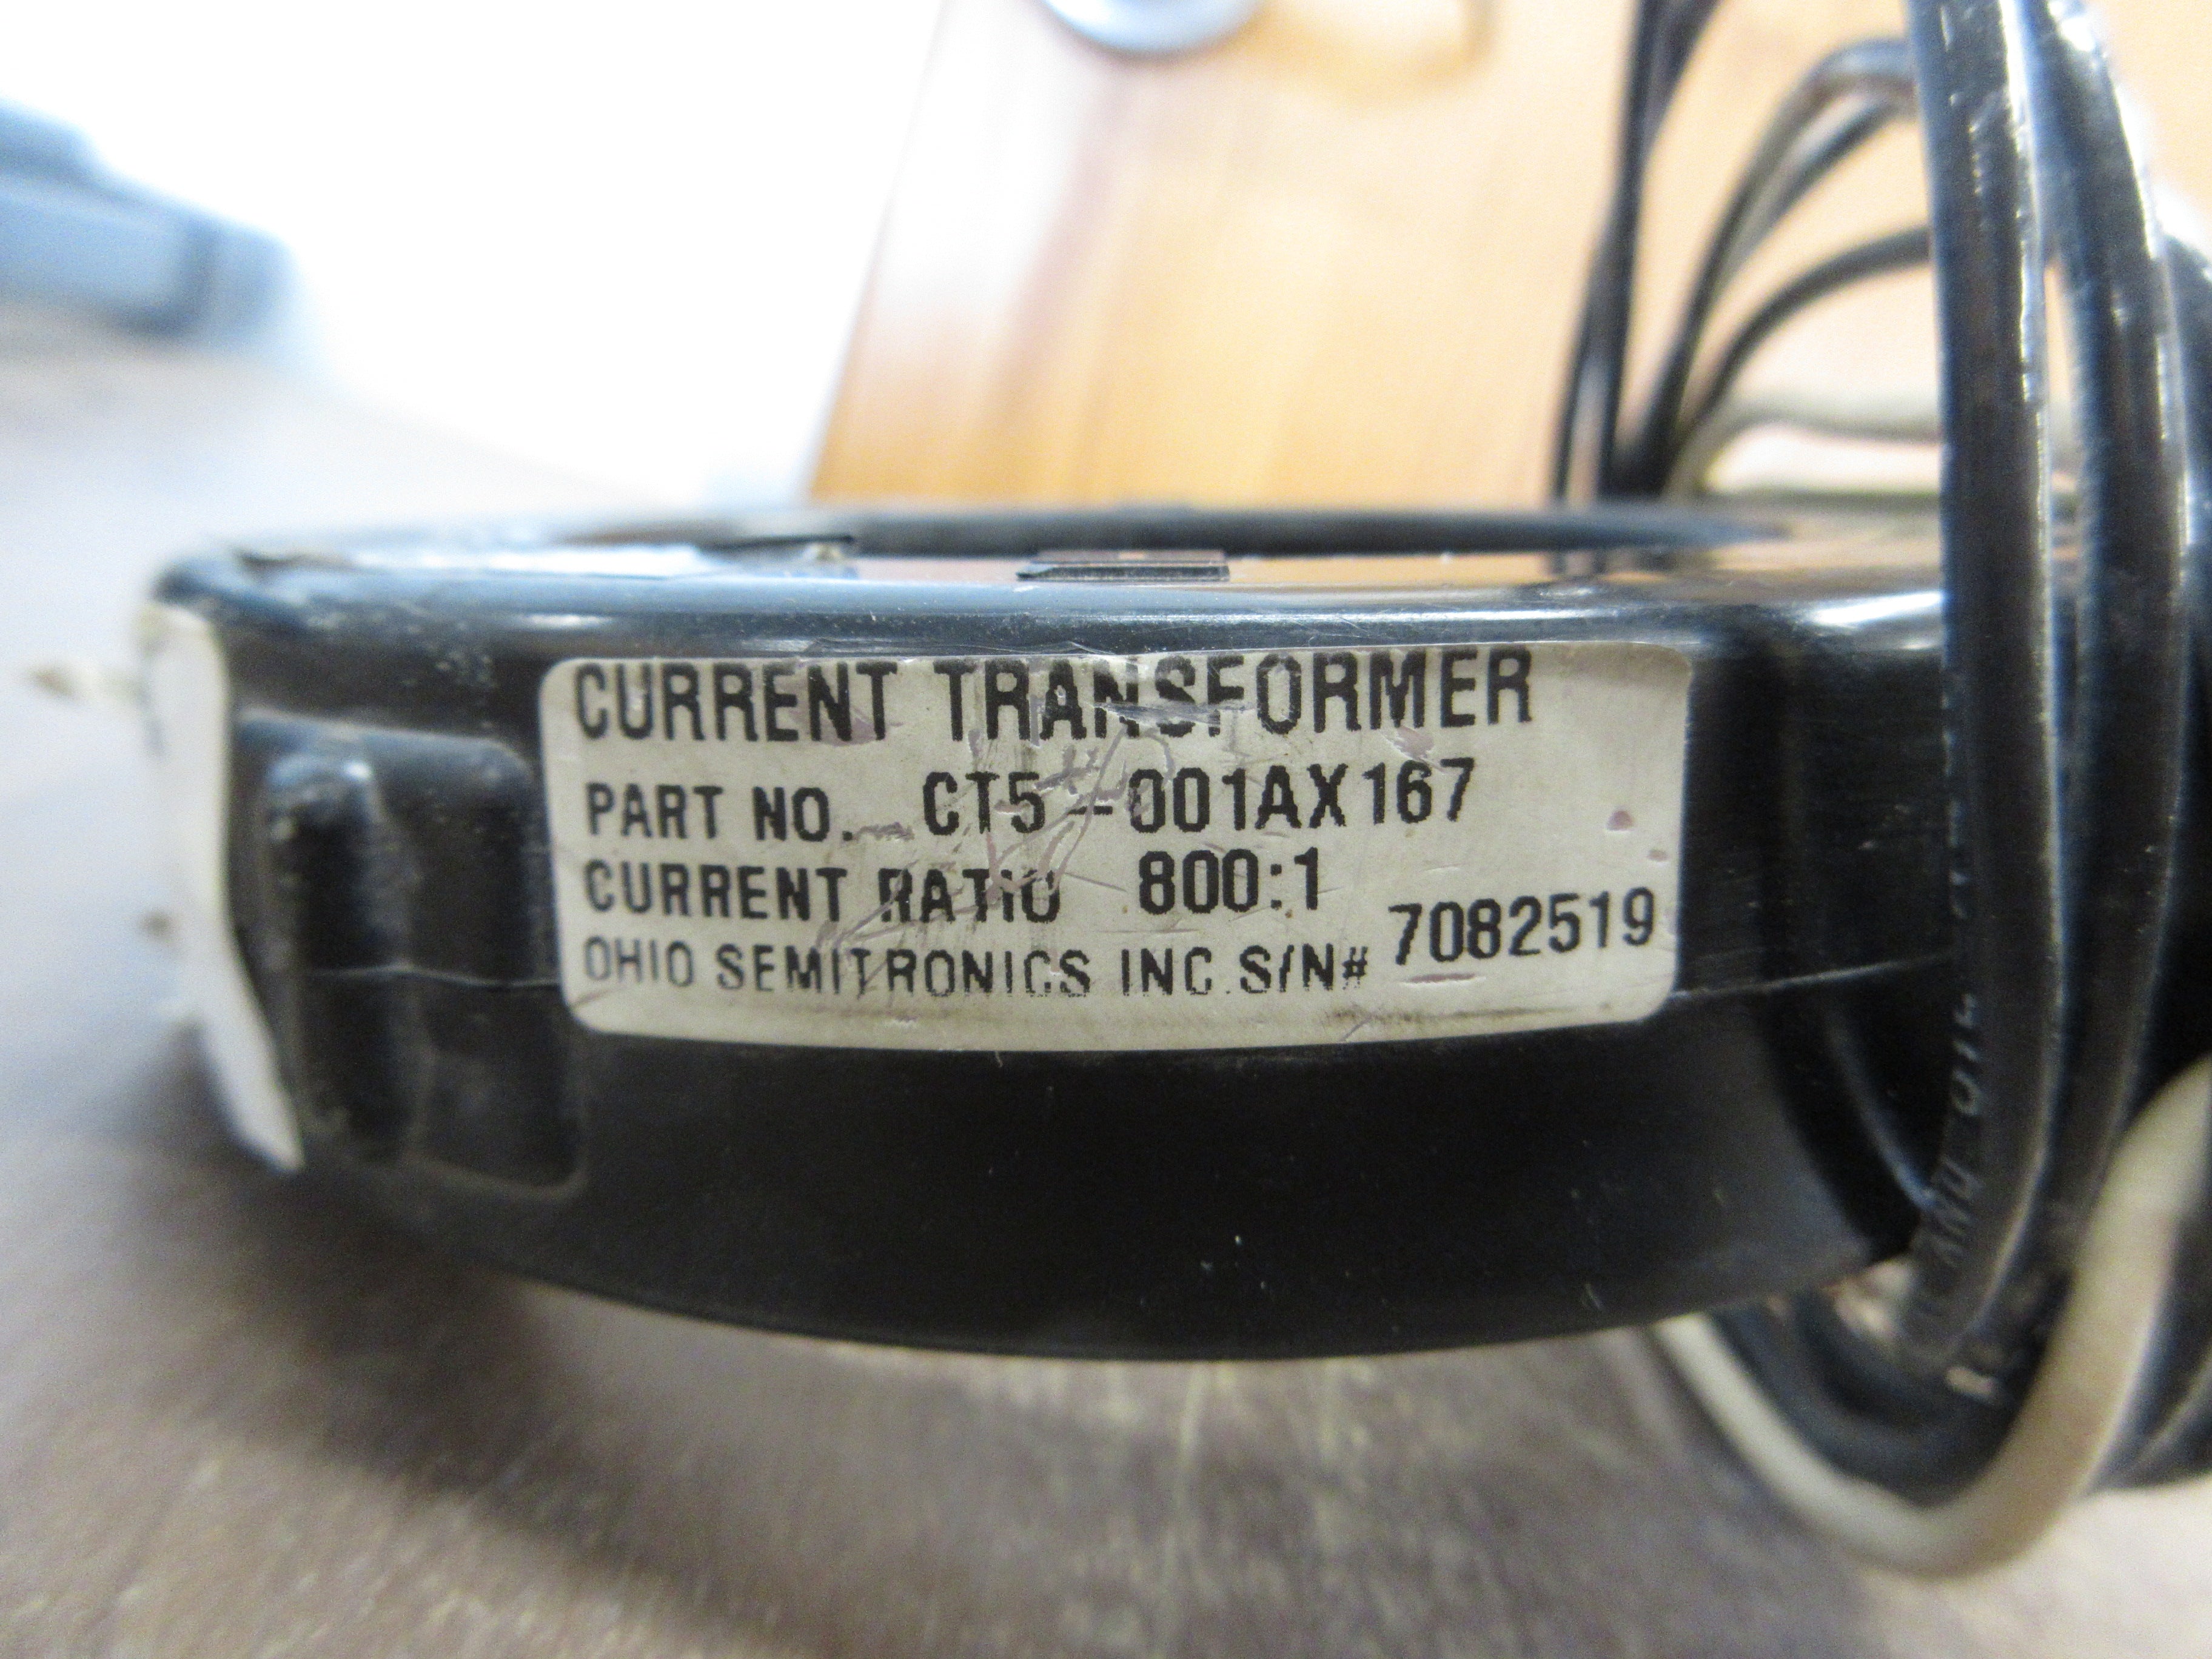 CURRENT TRANSFORMER
PART NO. CT5-001AX167
CURRENT RATIO 800:1
OHIO SEMITRONICS INC. S/N# 7082519